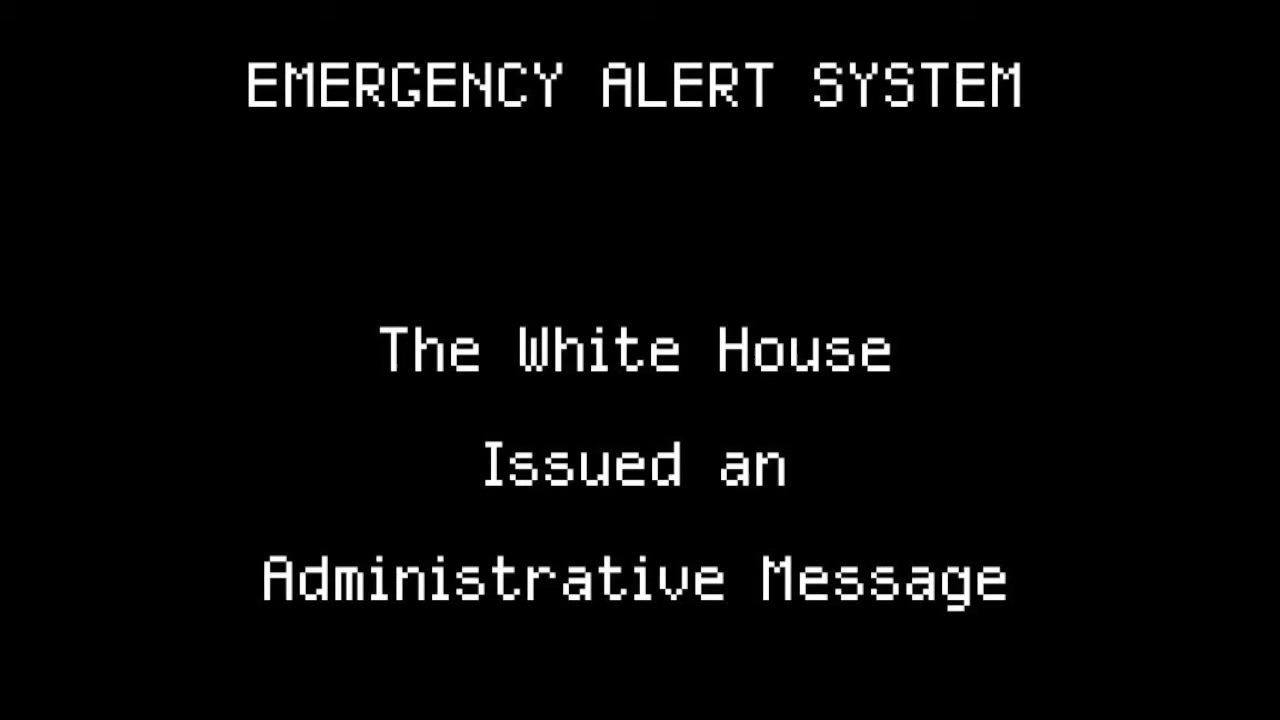 EMERGENCY ALERT SYSTEM
The White House
Issued an
Administrative Message